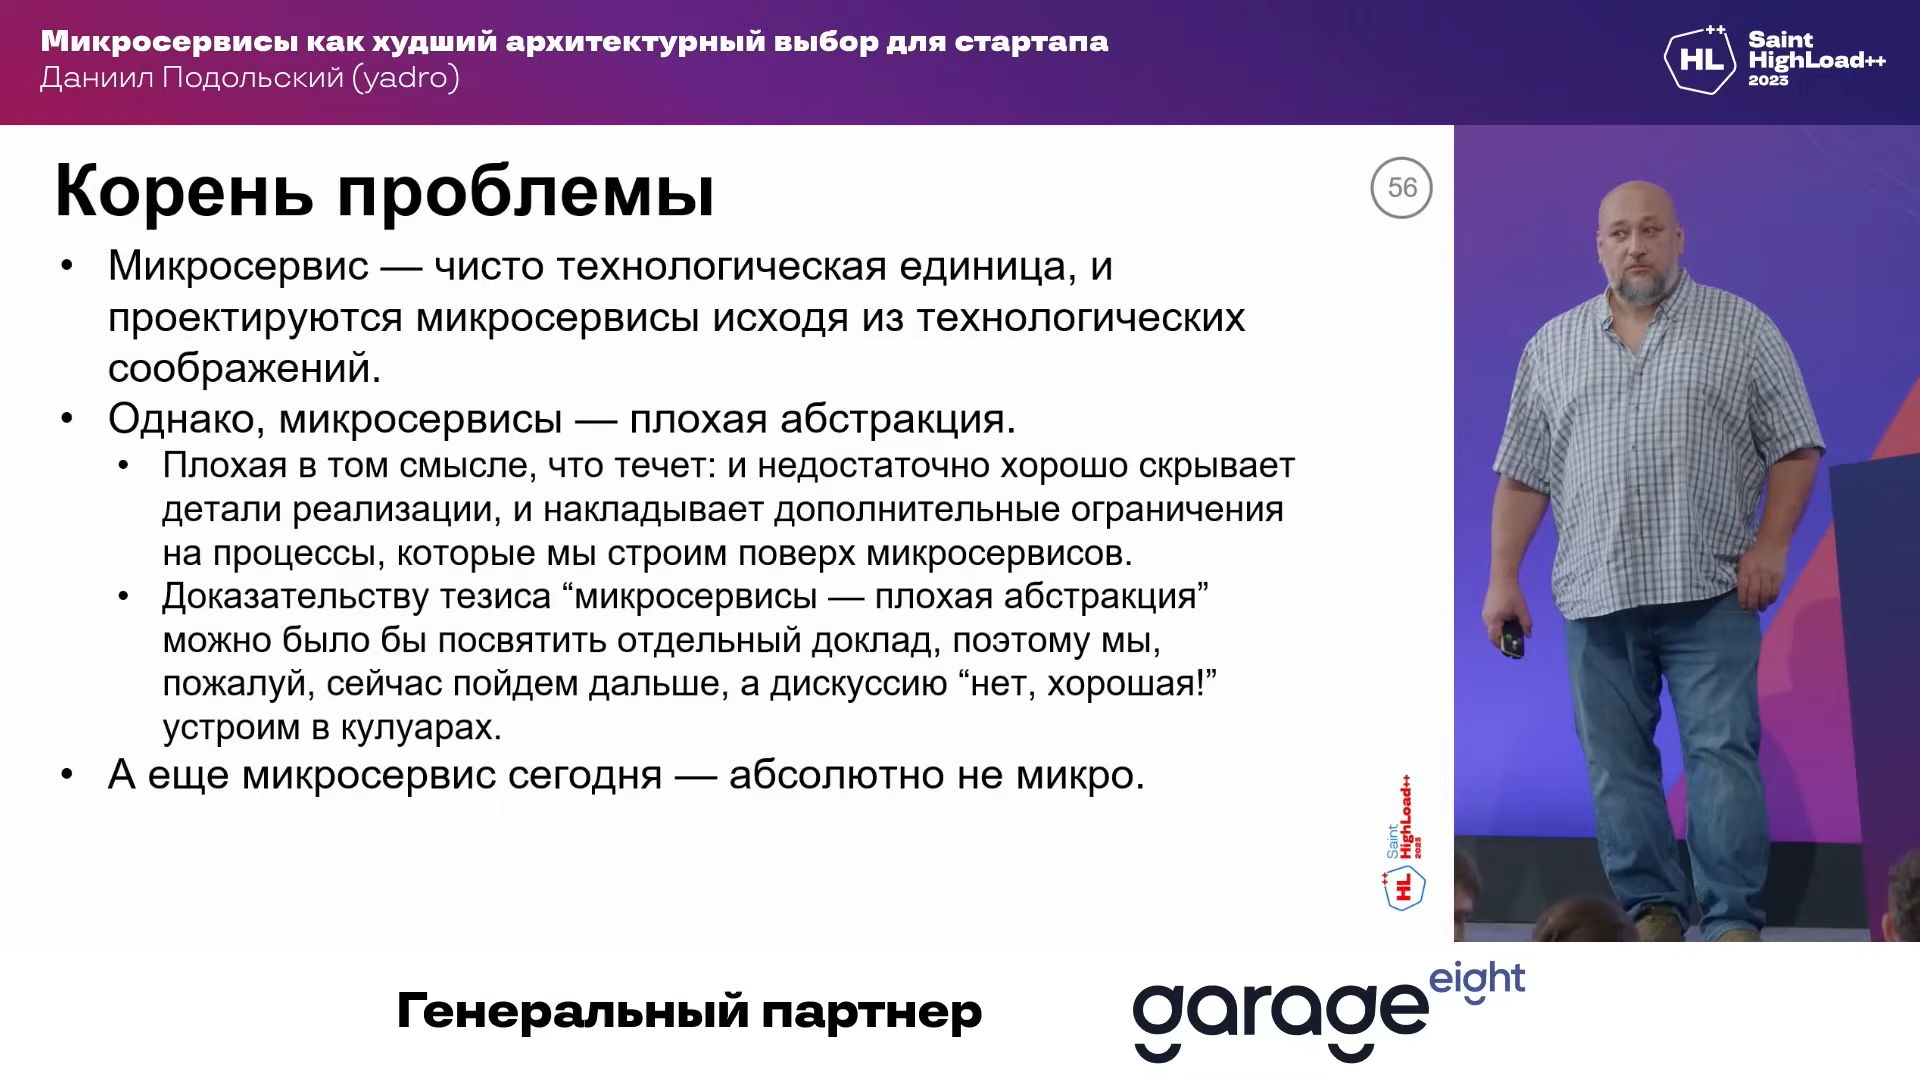 Микросервисы как худший архитектурный выбор для стартапа
Даниил Подольский (yadro)
HL++
Saint
HighLoad++
2023
Корень проблемы
56
• Микросервис — чисто технологическая единица, и
проектируются микросервисы исходя из технологических
соображений.
• Однако, микросервисы — плохая абстракция.
• Плохая в том смысле, что течет: и недостаточно хорошо скрывает
детали реализации, и накладывает дополнительные ограничения
на процессы, которые мы строим поверх микросервисов.
• Доказательству тезиса “микросервисы — плохая абстракция”
можно было бы посвятить отдельный доклад, поэтому мы,
пожалуй, сейчас пойдем дальше, а дискуссию “нет, хорошая!”
устроим в кулуарах.
• А еще микросервис сегодня — абсолютно не микро.
HL++
Saint
HighLoad++
2023
Генеральный партнер
garage eight